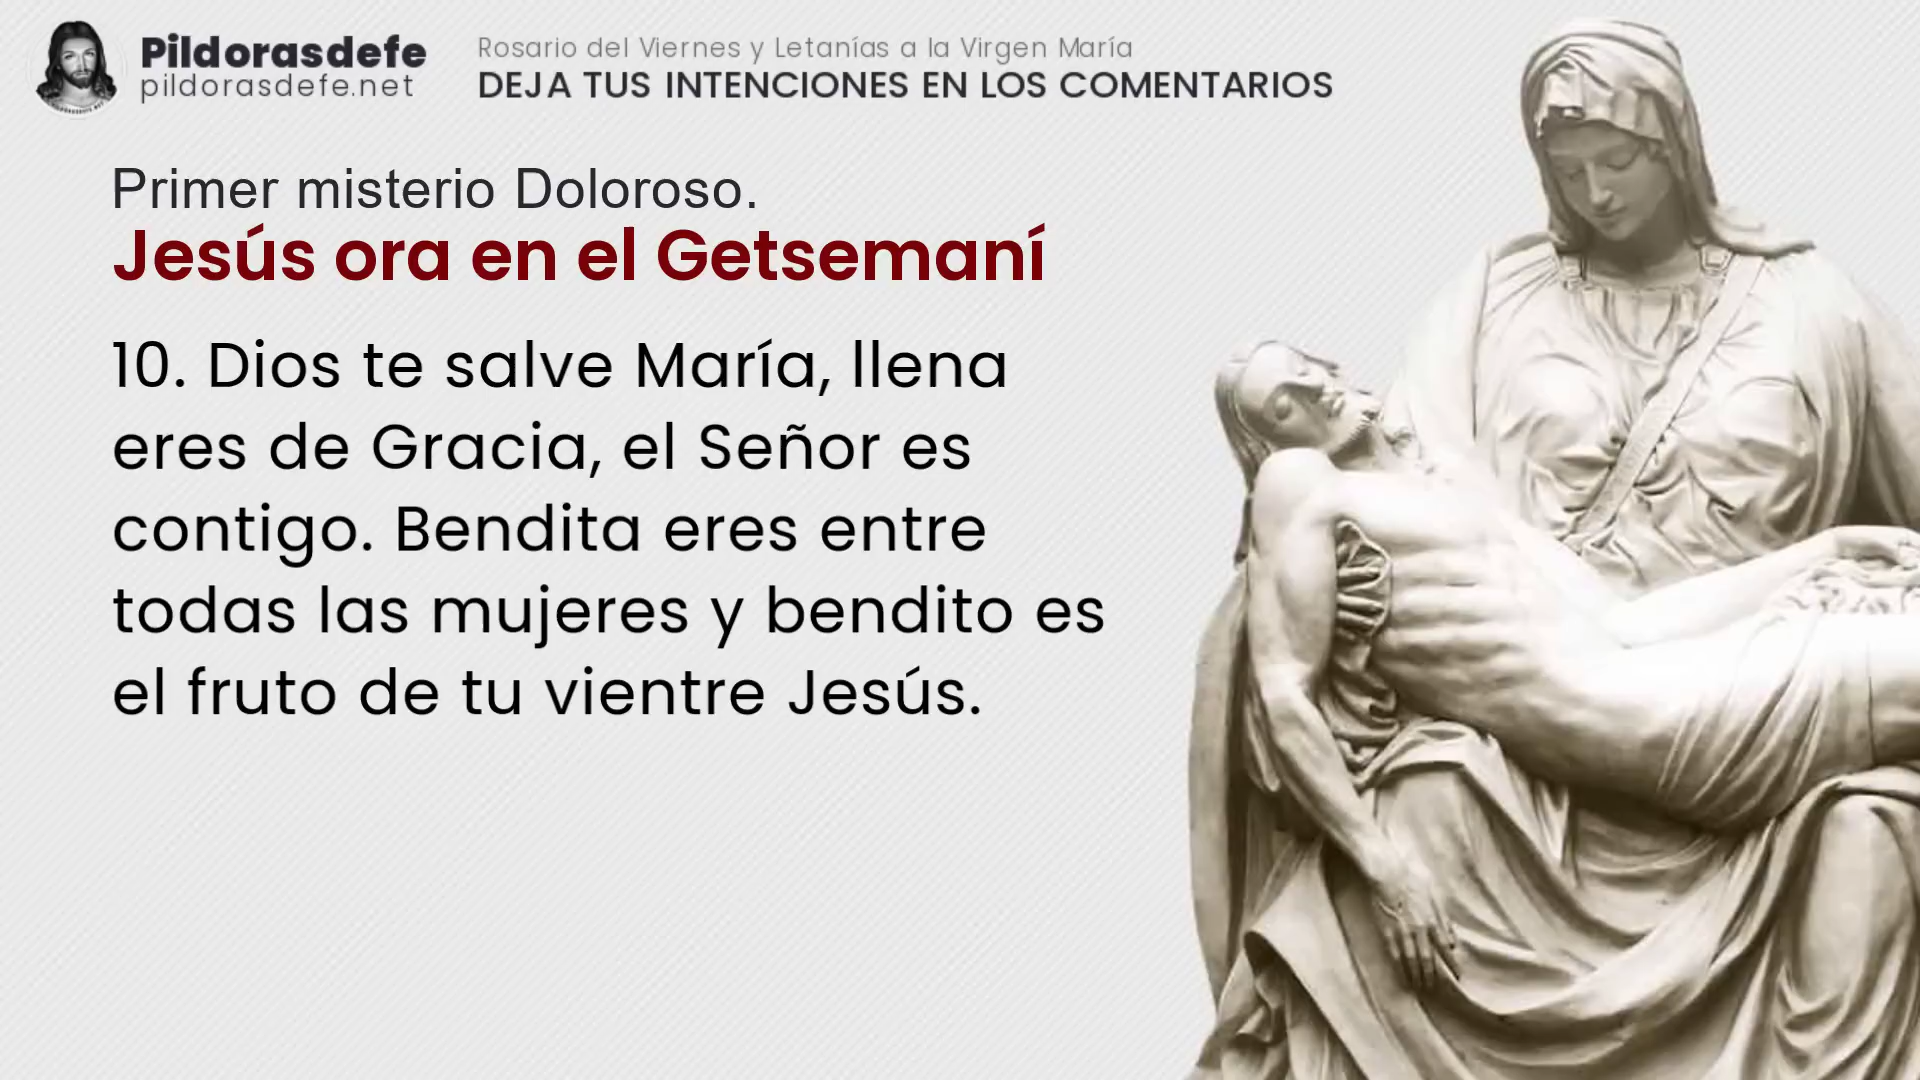 Pildorasdefe
pildorasdefe.net
Rosario del Viernes y Letanías a la Virgen María
DEJA TUS INTENCIONES EN LOS COMENTARIOS
Primer misterio Doloroso.
Jesús ora en el Getsemaní
10. Dios te salve María, llena
eres de Gracia, el Señor es
contigo. Bendita eres entre
todas las mujeres y bendito es
el fruto de tu vientre Jesús.